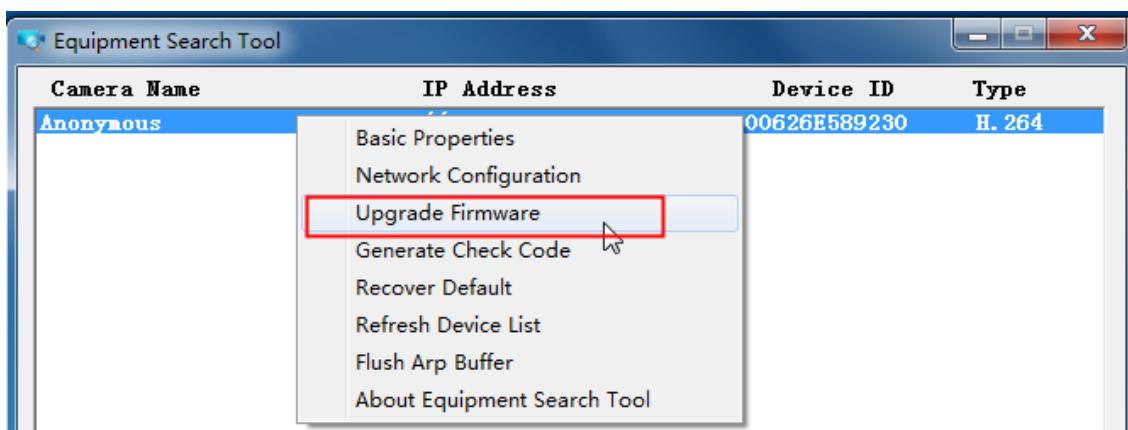 Equipment Search Tool
Camera Name IP Address Device ID Type
Anonymous 00626E589230 H.264
Basic Properties
Network Configuration
Upgrade Firmware
Generate Check Code
Recover Default
Refresh Device List
Flush Arp Buffer
About Equipment Search Tool